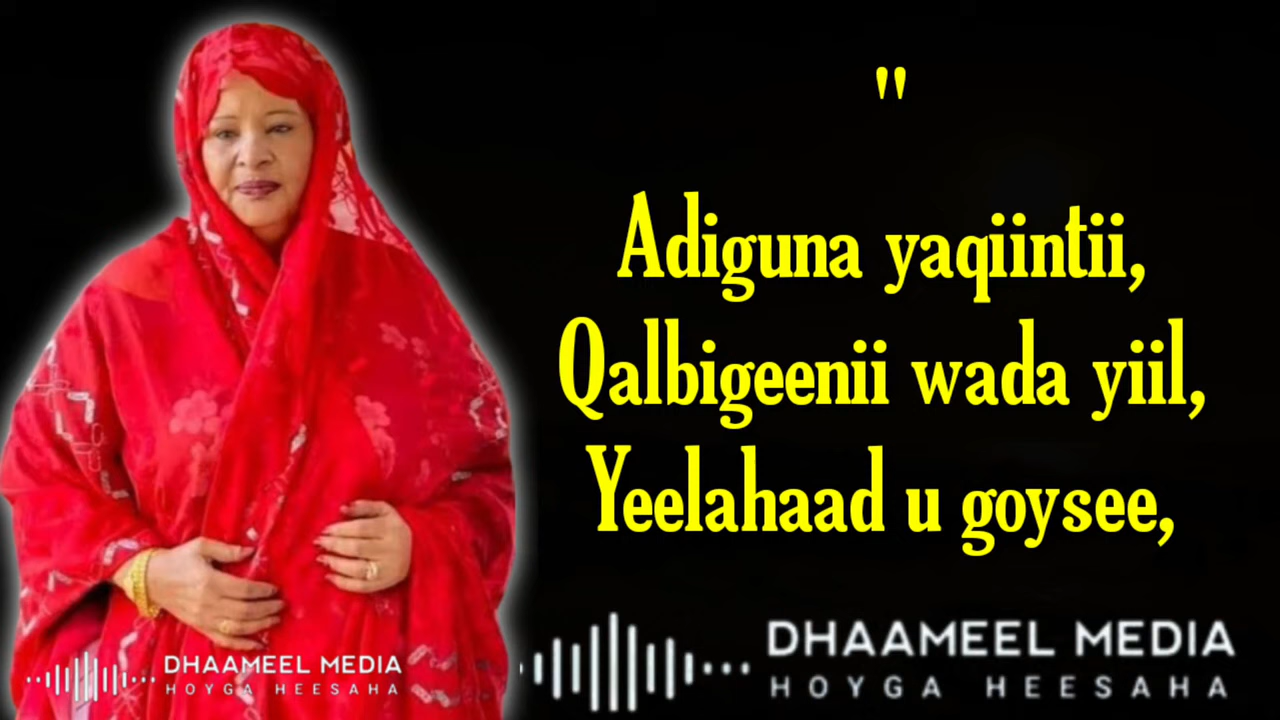 "
Adiguna yaqiintii,
Qalbigeenii wada yiil,
Yeelahaad u goysee,
DHAAMEEL MEDIA
HOYGA HEESAHA
DHAAMEEL MEDIA
HOYGA HEESAHA